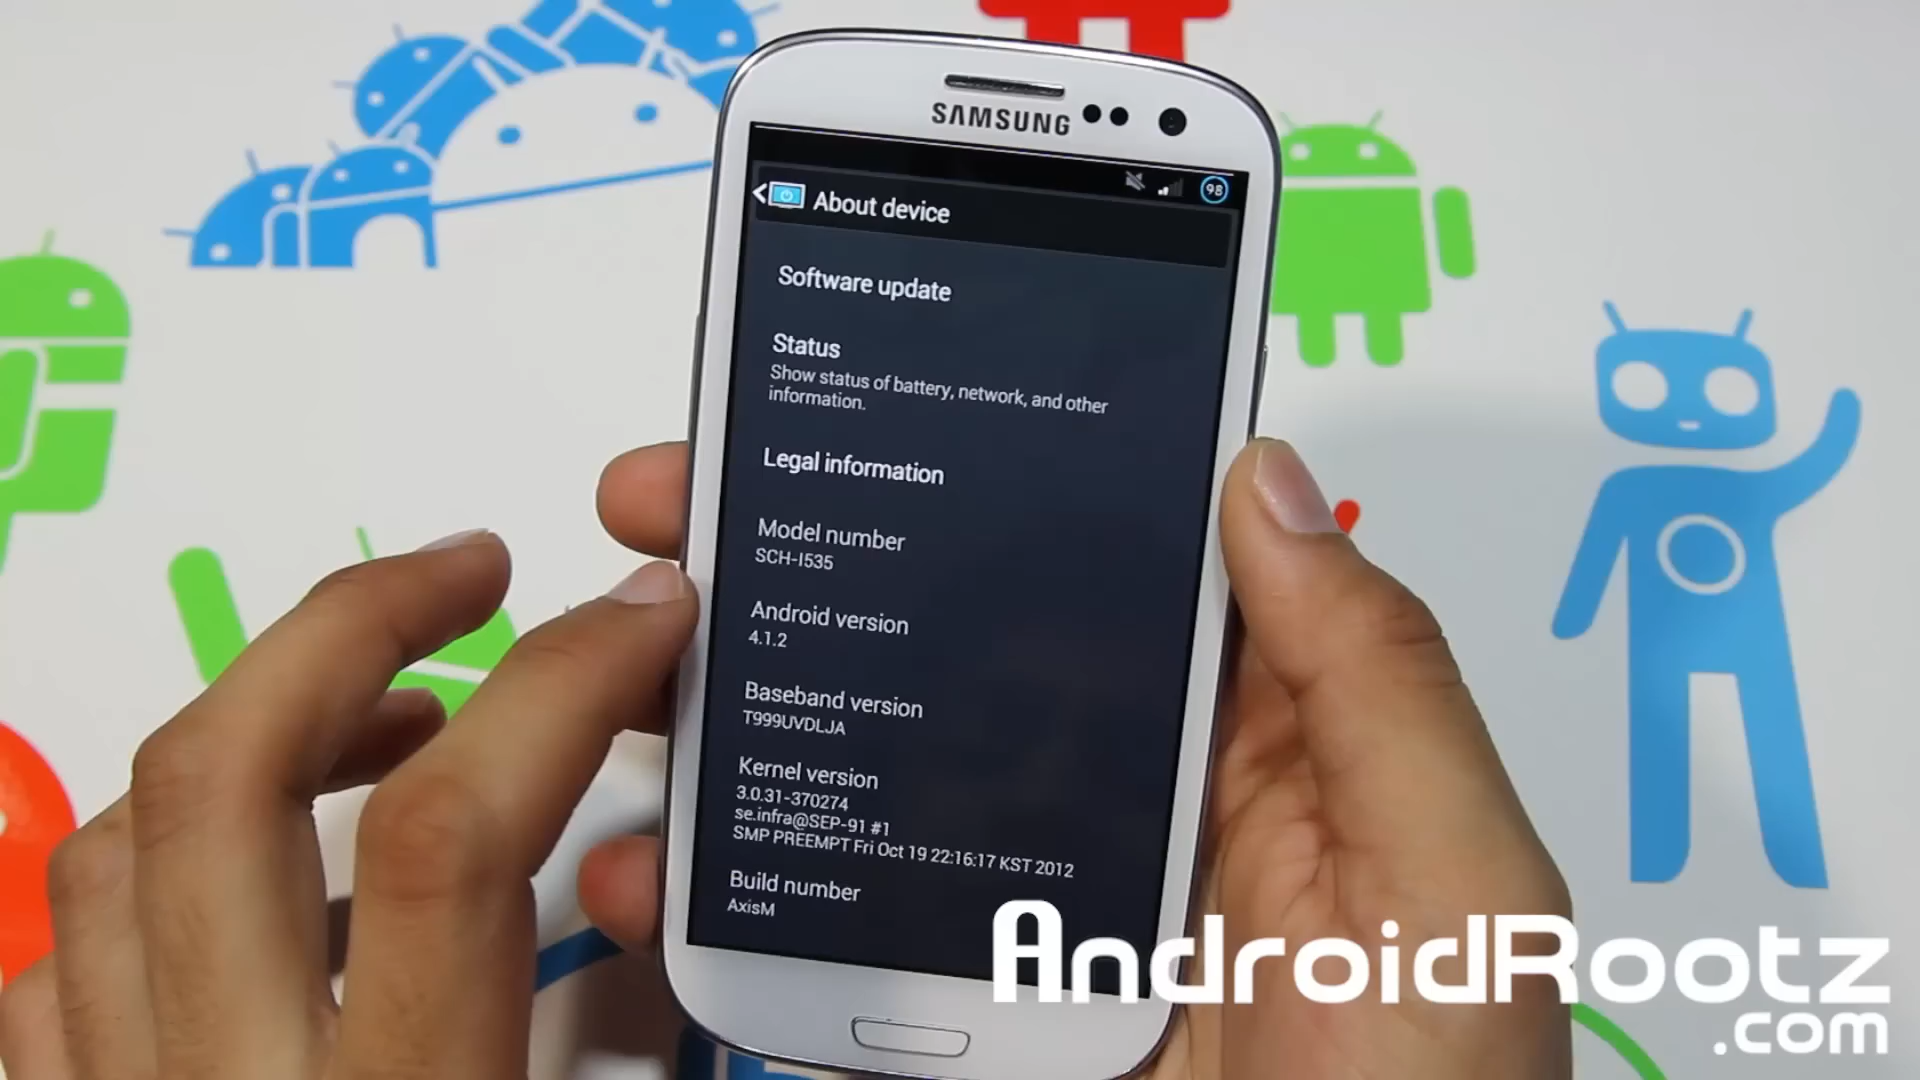 SAMSUNG
98
About device
Software update
Status
Show status of battery, network, and other
information.
Legal information
Model number
SCH-I535
Android version
4.1.2
Baseband version
T999UVDLJA
Kernel version
3.0.31-370274
se.infra@SEP-91 #1
SMP PREEMPT Fri Oct 19 22:16:17 KST 2012
Build number
AxisM
AndroidRootz
.com